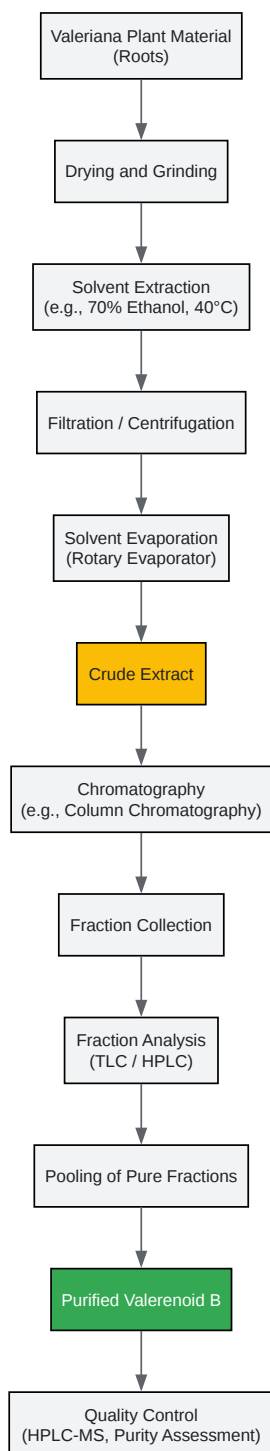 Valeriana Plant Material
(Roots)
Drying and Grinding
Solvent Extraction
(e.g., 70% Ethanol, 40°C)
Filtration / Centrifugation
Solvent Evaporation
(Rotary Evaporator)
Crude Extract
Chromatography
(e.g., Column Chromatography)
Fraction Collection
Fraction Analysis
(TLC / HPLC)
Pooling of Pure Fractions
Purified Valerenoid B
Quality Control
(HPLC-MS, Purity Assessment)